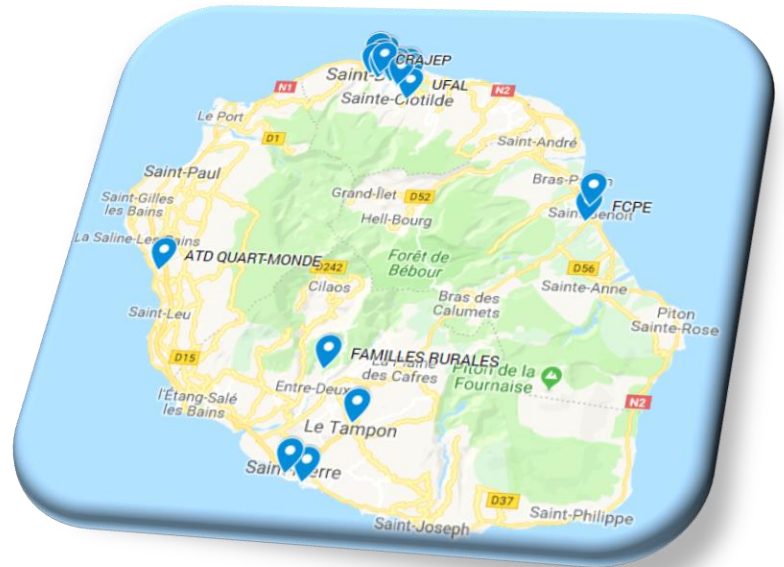 CRAJEP
Saint-D
UFAL
N1
Sainte-Clotilde
N2
Le Port
D1
Saint-André
Saint-Paul
Bras-P
Grand-Îlet
D52
Saint-Gilles
les Bains
Hell-Bourg
Saint-Benoît
FCPE
La Saline-Les-Bains
ATD QUART-MONDE
D242
Forêt de
Bébour
D56
Cilaos
Sainte-Anne
Bras des
Calumets
Saint-Leu
Piton
Sainte-Rose
FAMILLES RURALES
D15
La Plaine
des Cafres
Piton de la
Fournaise
Entre-Deux
l'Étang-Salé
les Bains
N2
Le Tampon
Saint-Pierre
D37
Saint-Joseph
Saint-Philippe